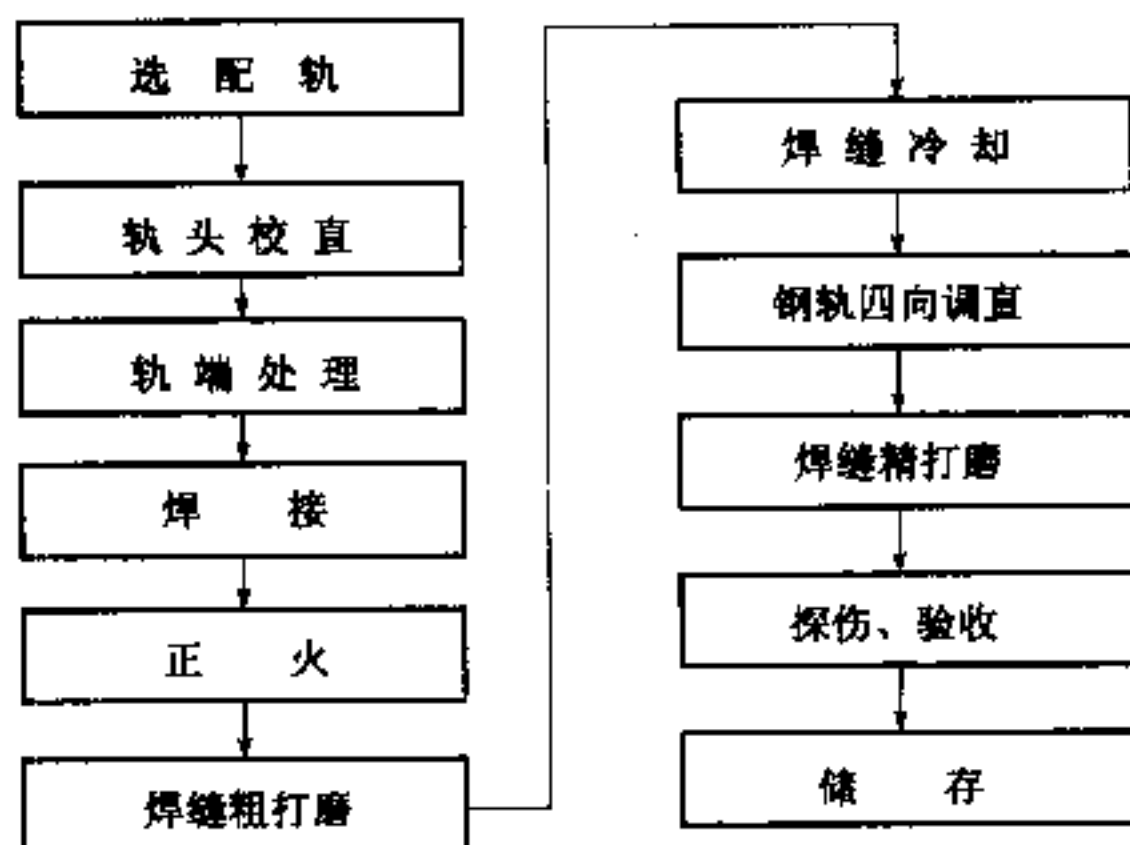 选配轨
轨头校直
轨端处理
焊接
正火
焊缝粗打磨
焊缝冷却
钢轨四向调直
焊缝精打磨
探伤、验收
储存